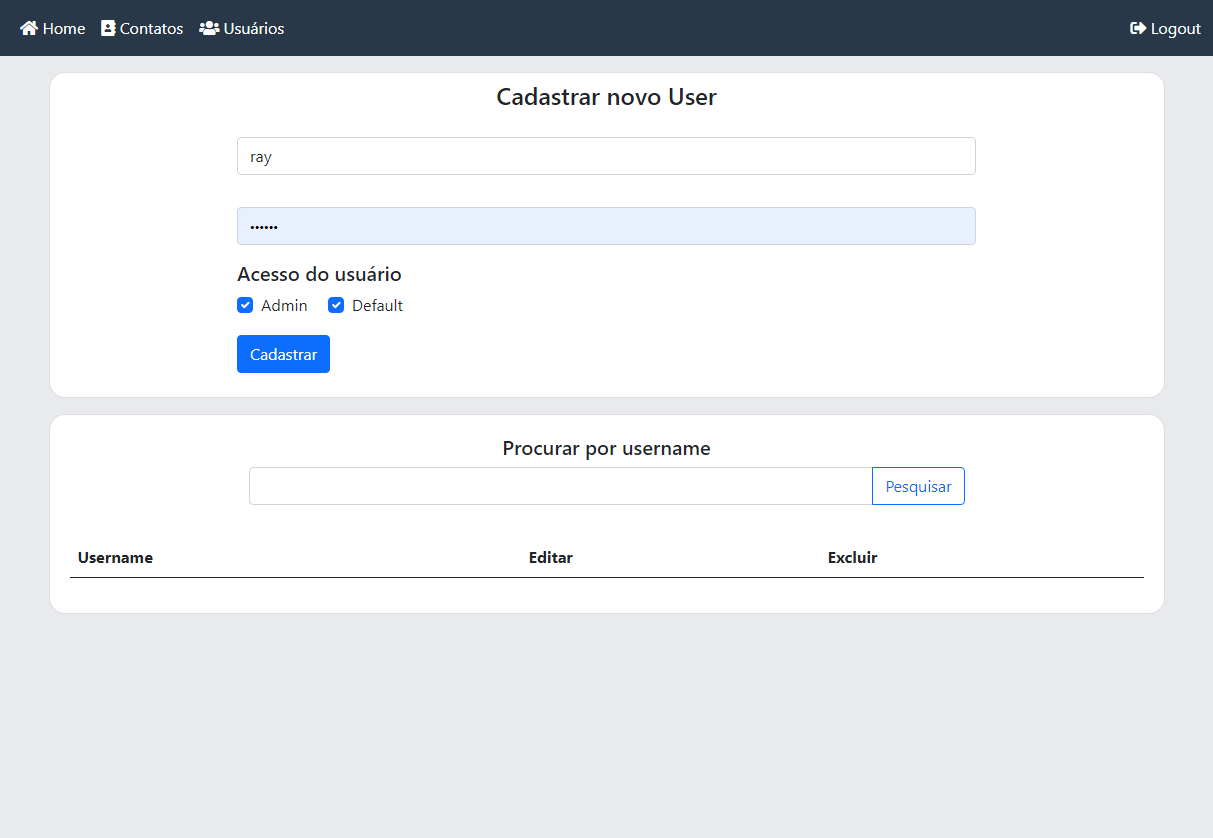 Home Contatos Usuários Logout
Cadastrar novo User
ray
••••••
Acesso do usuário
Admin Default
Cadastrar
Procurar por username
Pesquisar
Username Editar Excluir